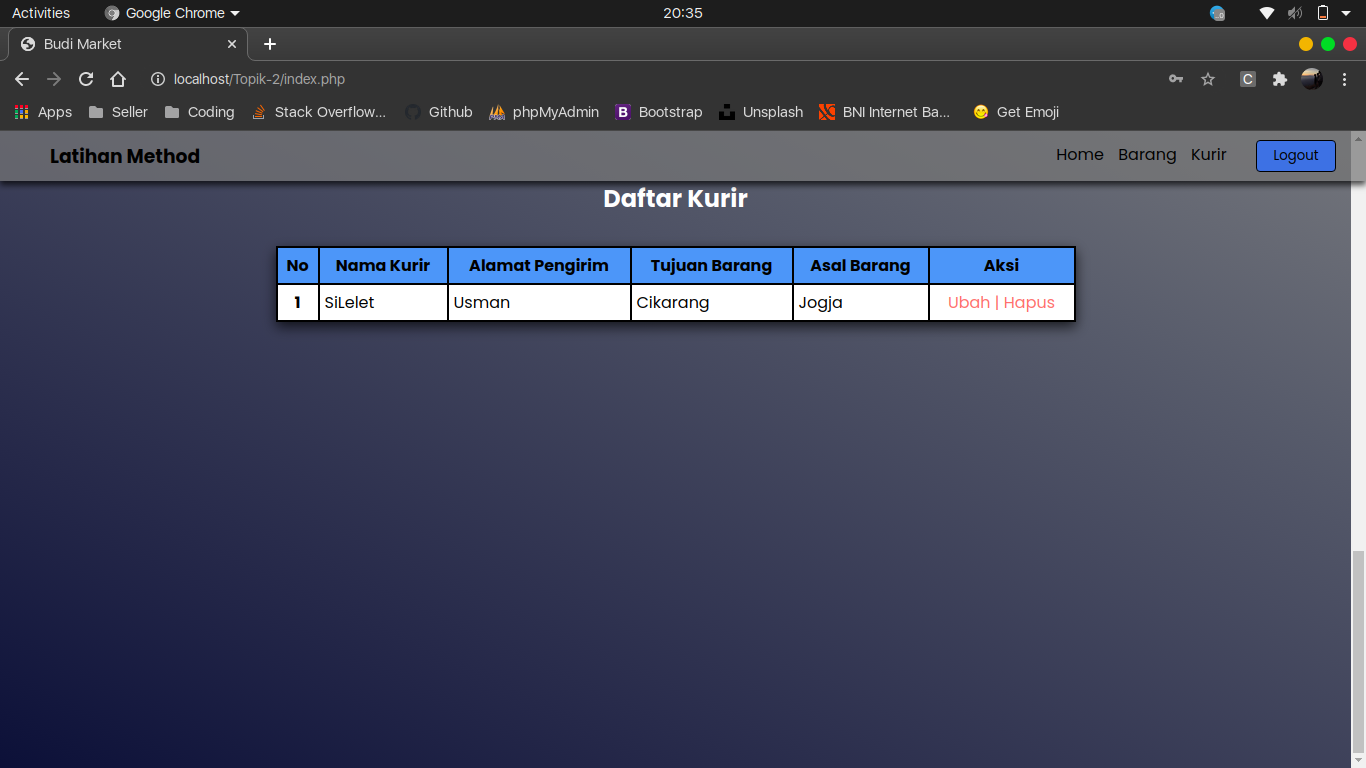 Activities Google Chrome 20:35
Budi Market
localhost/Topik-2/index.php
Apps Seller Coding Stack Overflow... Github phpMyAdmin Bootstrap Unsplash BNI Internet Ba... Get Emoji
Latihan Method Home Barang Kurir Logout
Daftar Kurir
No Nama Kurir Alamat Pengirim Tujuan Barang Asal Barang Aksi
1 SiLelet Usman Cikarang Jogja Ubah | Hapus